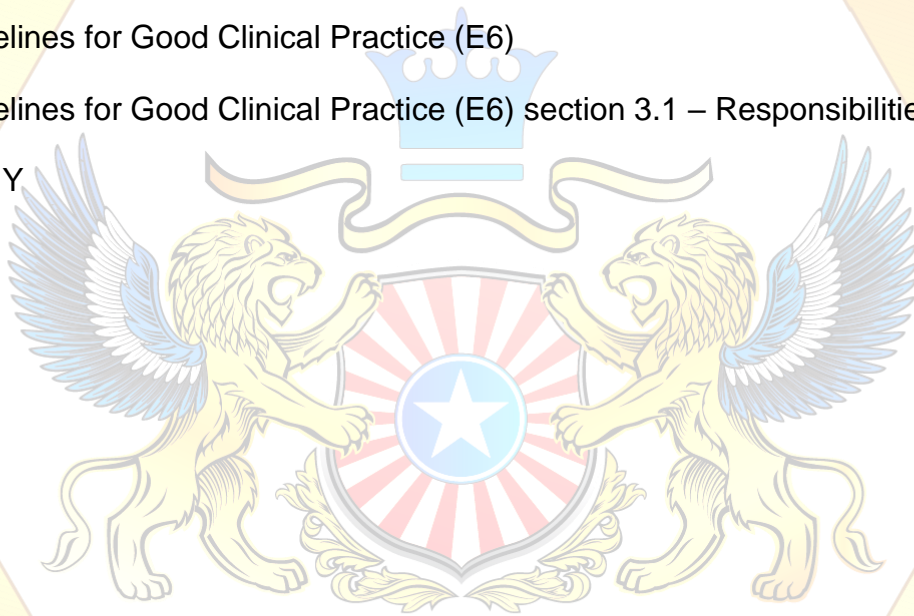 elines for Good Clinical Practice (E6)
elines for Good Clinical Practice (E6) section 3.1 – Responsibilitie
Y